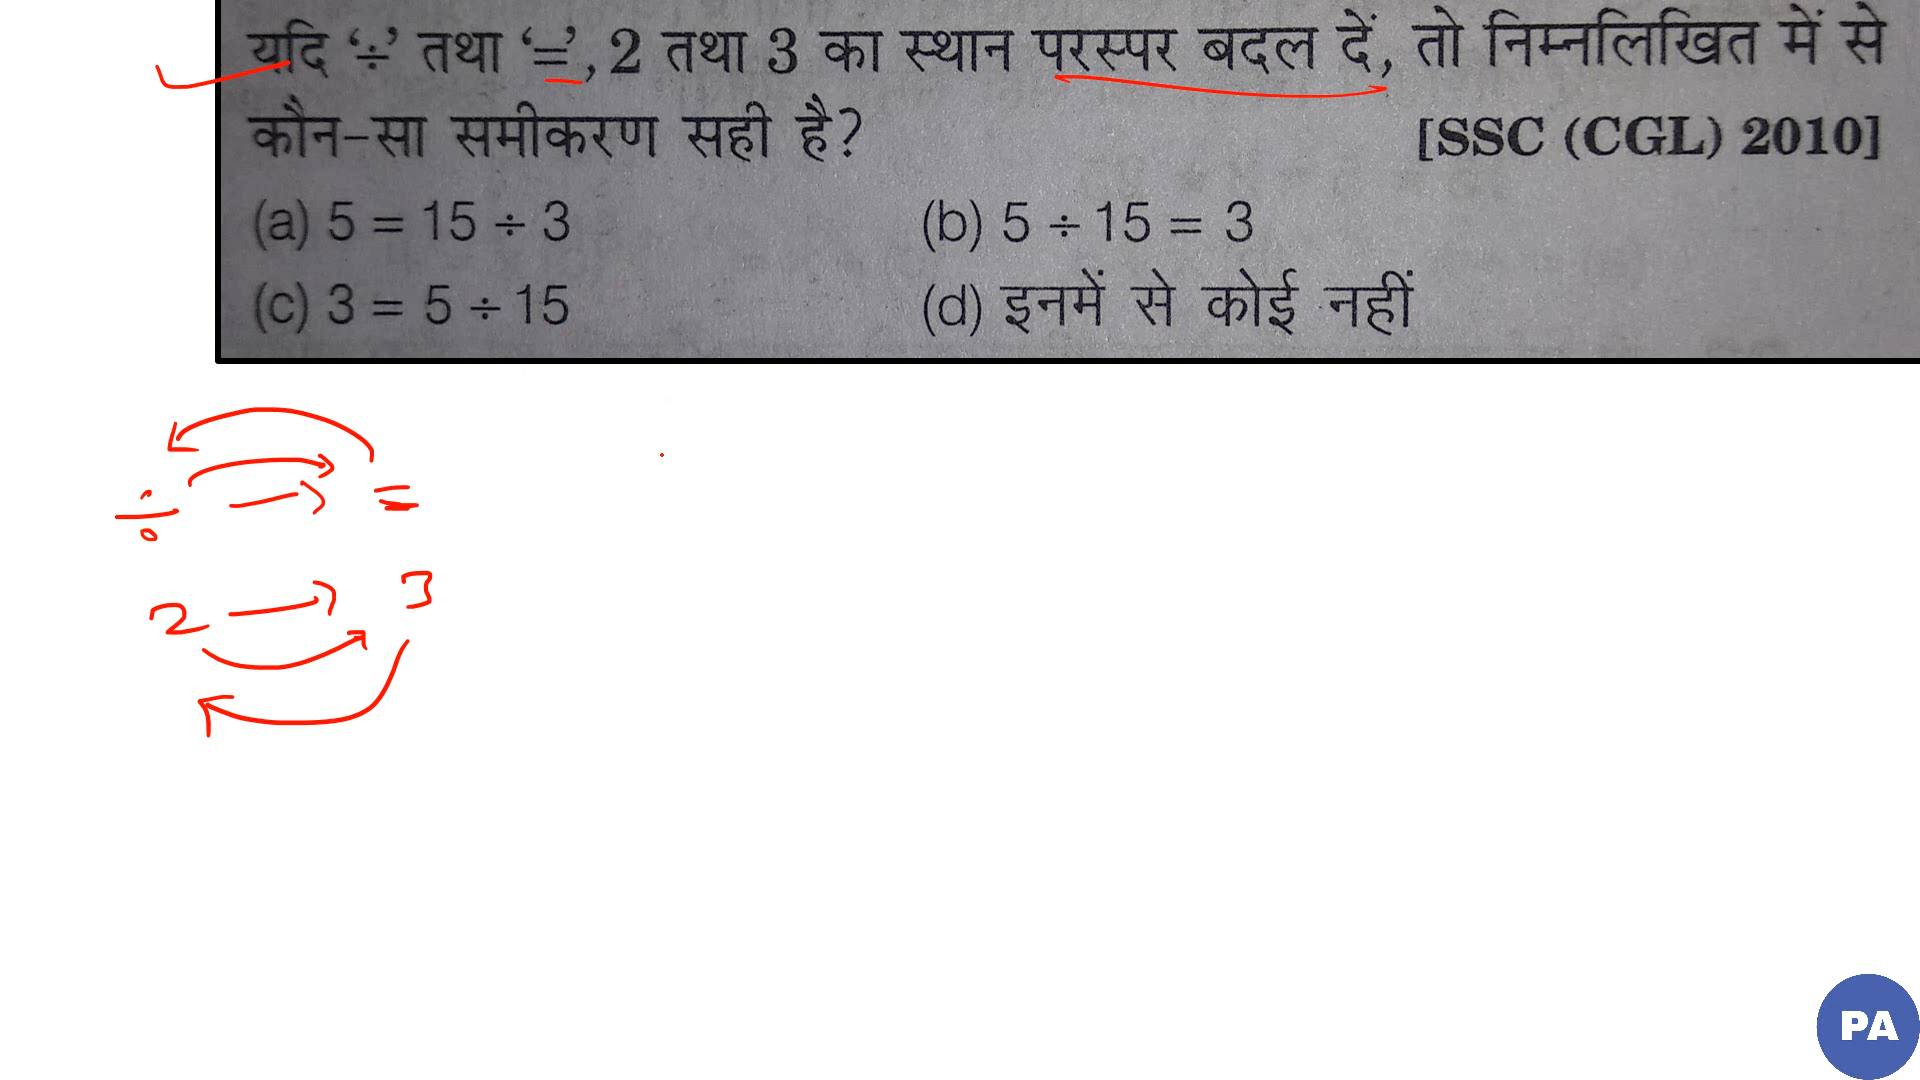 यदि ‘÷’ तथा ‘=’, 2 तथा 3 का स्थान परस्पर बदल दें, तो निम्नलिखित में से
कौन-सा समीकरण सही है? [SSC (CGL) 2010]
(a) 5 = 15 ÷ 3 (b) 5 ÷ 15 = 3
(c) 3 = 5 ÷ 15 (d) इनमें से कोई नहीं
÷ → =
2 → 3
PA